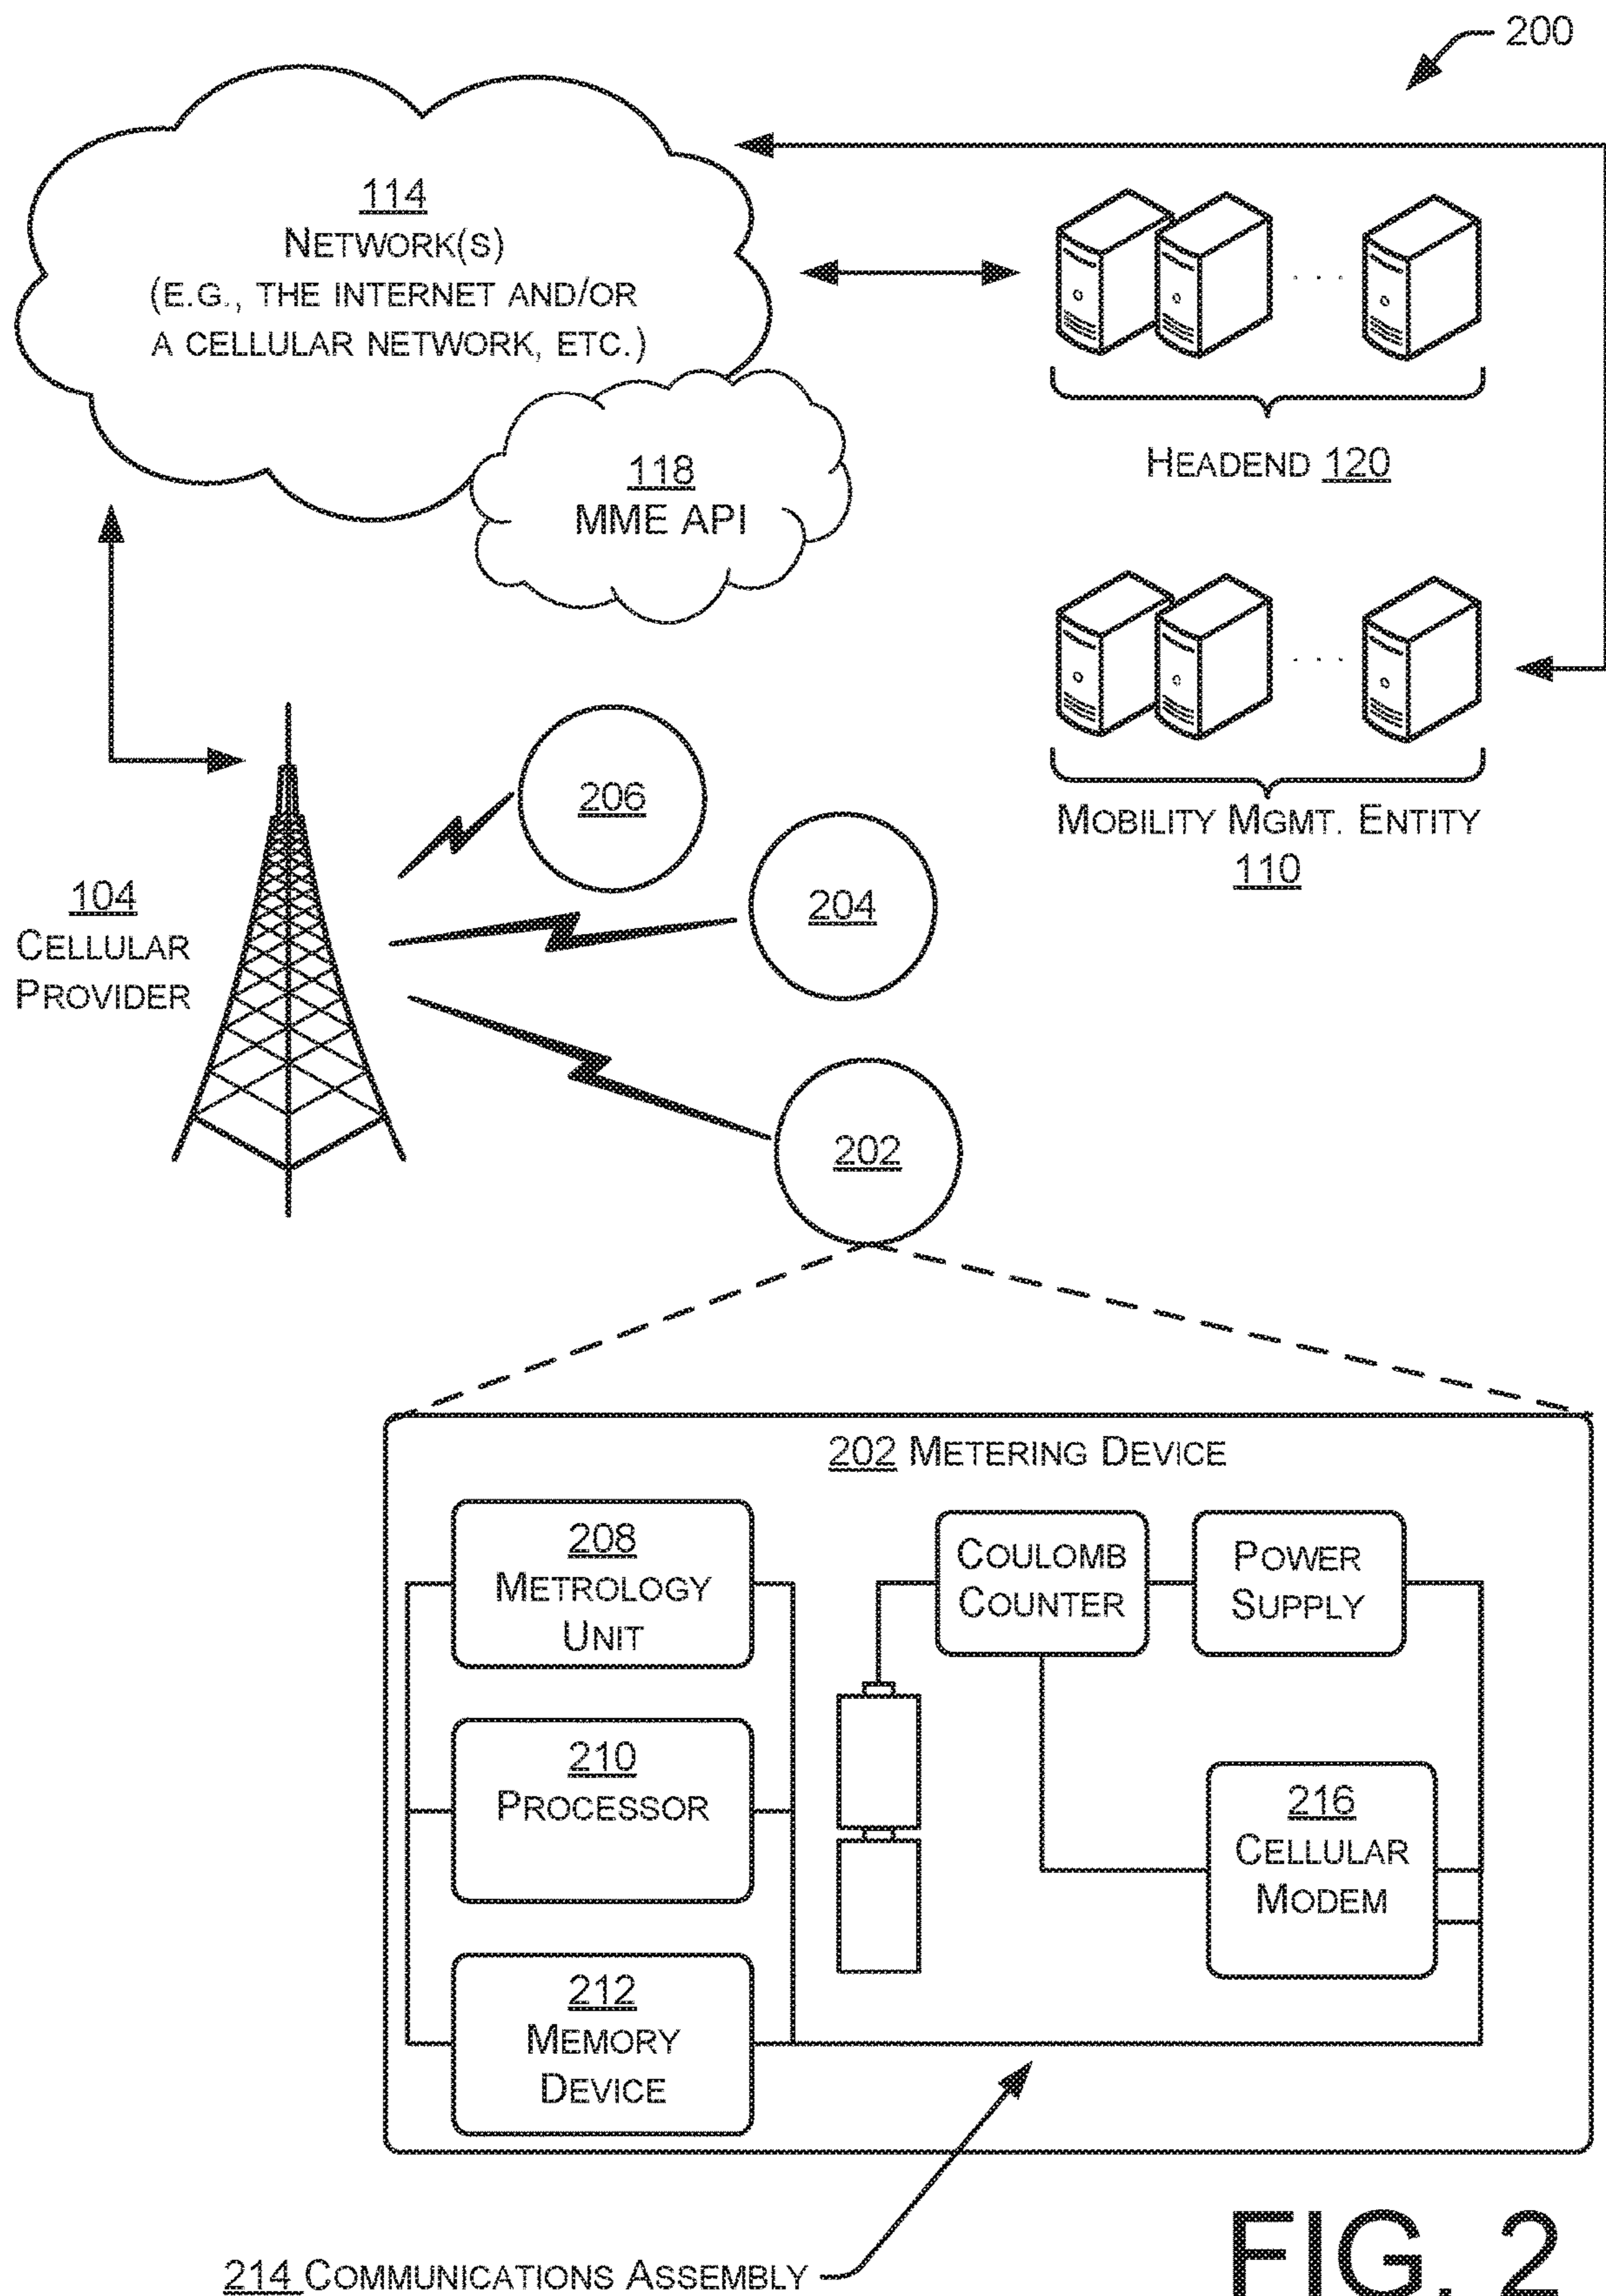 200
114
NETWORK(S)
(E.G., THE INTERNET AND/OR
A CELLULAR NETWORK, ETC.)
118
MME API
HEADEND 120
MOBILITY MGMT. ENTITY
110
206
204
104
CELLULAR
PROVIDER
202
202 METERING DEVICE
208
METROLOGY
UNIT
COULOMB
COUNTER
POWER
SUPPLY
210
PROCESSOR
216
CELLULAR
MODEM
212
MEMORY
DEVICE
214 COMMUNICATIONS ASSEMBLY
FIG. 2